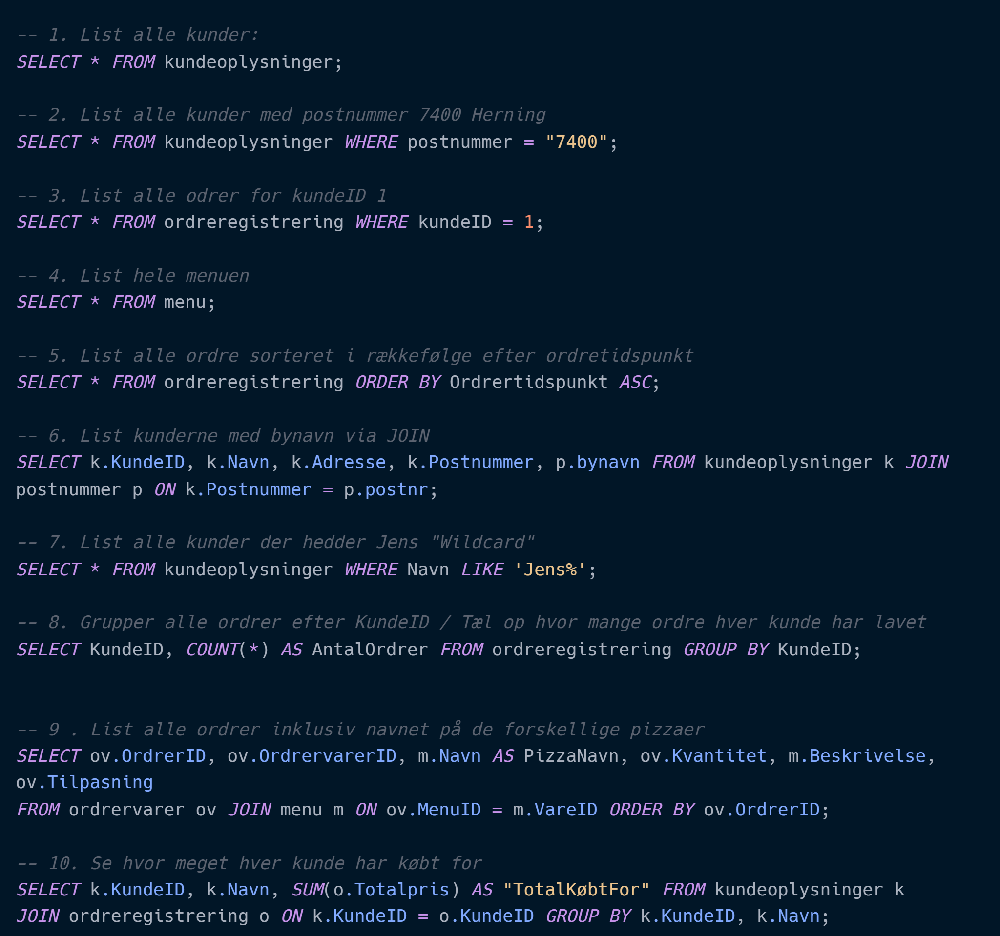 -- 1. List alle kunder:
SELECT * FROM kundeoplysninger;
-- 2. List alle kunder med postnummer 7400 Herning
SELECT * FROM kundeoplysninger WHERE postnummer = "7400";
-- 3. List alle odrer for kundeID 1
SELECT * FROM ordreregistrering WHERE kundeID = 1;
-- 4. List hele menuen
SELECT * FROM menu;
-- 5. List alle ordre sorteret i rækkefølge efter ordretidspunkt
SELECT * FROM ordreregistrering ORDER BY Ordrertidspunkt ASC;
-- 6. List kunderne med bynavn via JOIN
SELECT k.KundeID, k.Navn, k.Adresse, k.Postnummer, p.bynavn FROM kundeoplysninger k JOIN
postnummer p ON k.Postnummer = p.postnr;
-- 7. List alle kunder der hedder Jens "Wildcard"
SELECT * FROM kundeoplysninger WHERE Navn LIKE 'Jens%';
-- 8. Grupper alle ordrer efter KundeID / Tæl op hvor mange ordre hver kunde har lavet
SELECT KundeID, COUNT(*) AS AntalOrdrer FROM ordreregistrering GROUP BY KundeID;
-- 9 . List alle ordrer inklusiv navnet på de forskellige pizzaer
SELECT ov.OrdrerID, ov.OrdrervarerID, m.Navn AS PizzaNavn, ov.Kvantitet, m.Beskrivelse,
ov.Tilpasning
FROM ordrervarer ov JOIN menu m ON ov.MenuID = m.VareID ORDER BY ov.OrdrerID;
-- 10. Se hvor meget hver kunde har købt for
SELECT k.KundeID, k.Navn, SUM(o.Totalpris) AS "TotalKøbtFor" FROM kundeoplysninger k
JOIN ordreregistrering o ON k.KundeID = o.KundeID GROUP BY k.KundeID, k.Navn;